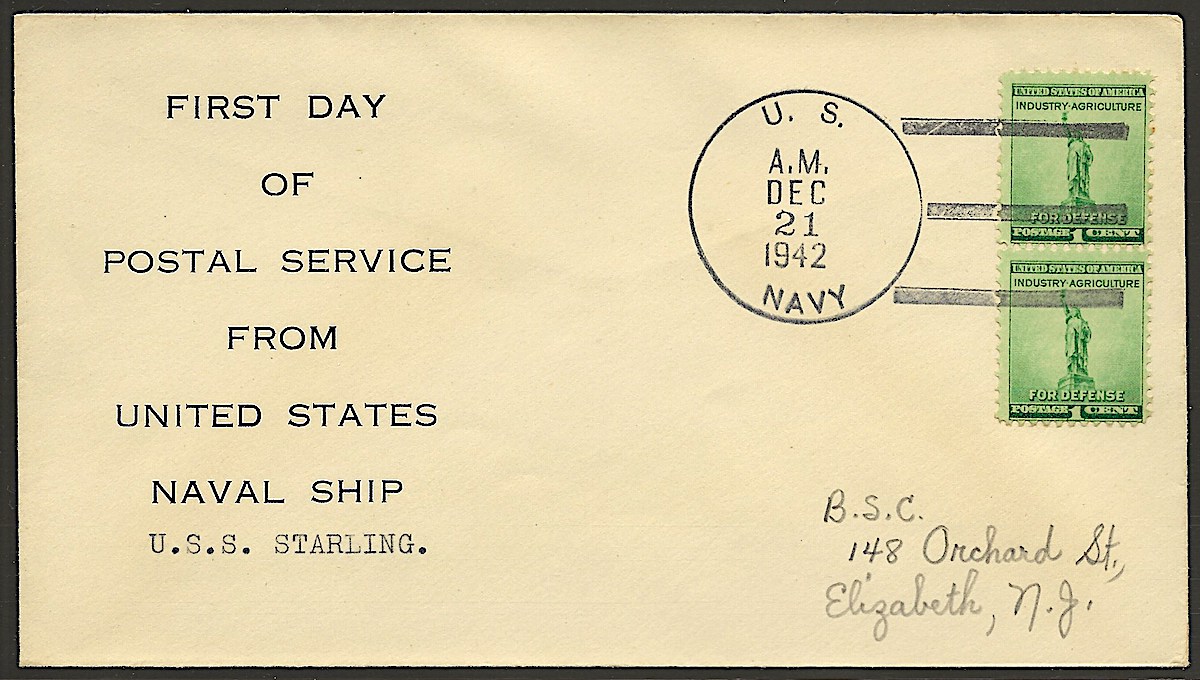 FIRST DAY
OF
POSTAL SERVICE
FROM
UNITED STATES
NAVAL SHIP
U.S.S. STARLING.
U. S.
A.M.
DEC
21
1942
NAVY
UNITED STATES OF AMERICA
INDUSTRY·AGRICULTURE
FOR DEFENSE
POSTAGE 1 CENT
UNITED STATES OF AMERICA
INDUSTRY·AGRICULTURE
FOR DEFENSE
POSTAGE 1 CENT
B.S.C.
148 Orchard St.,
Elizabeth, N.J.